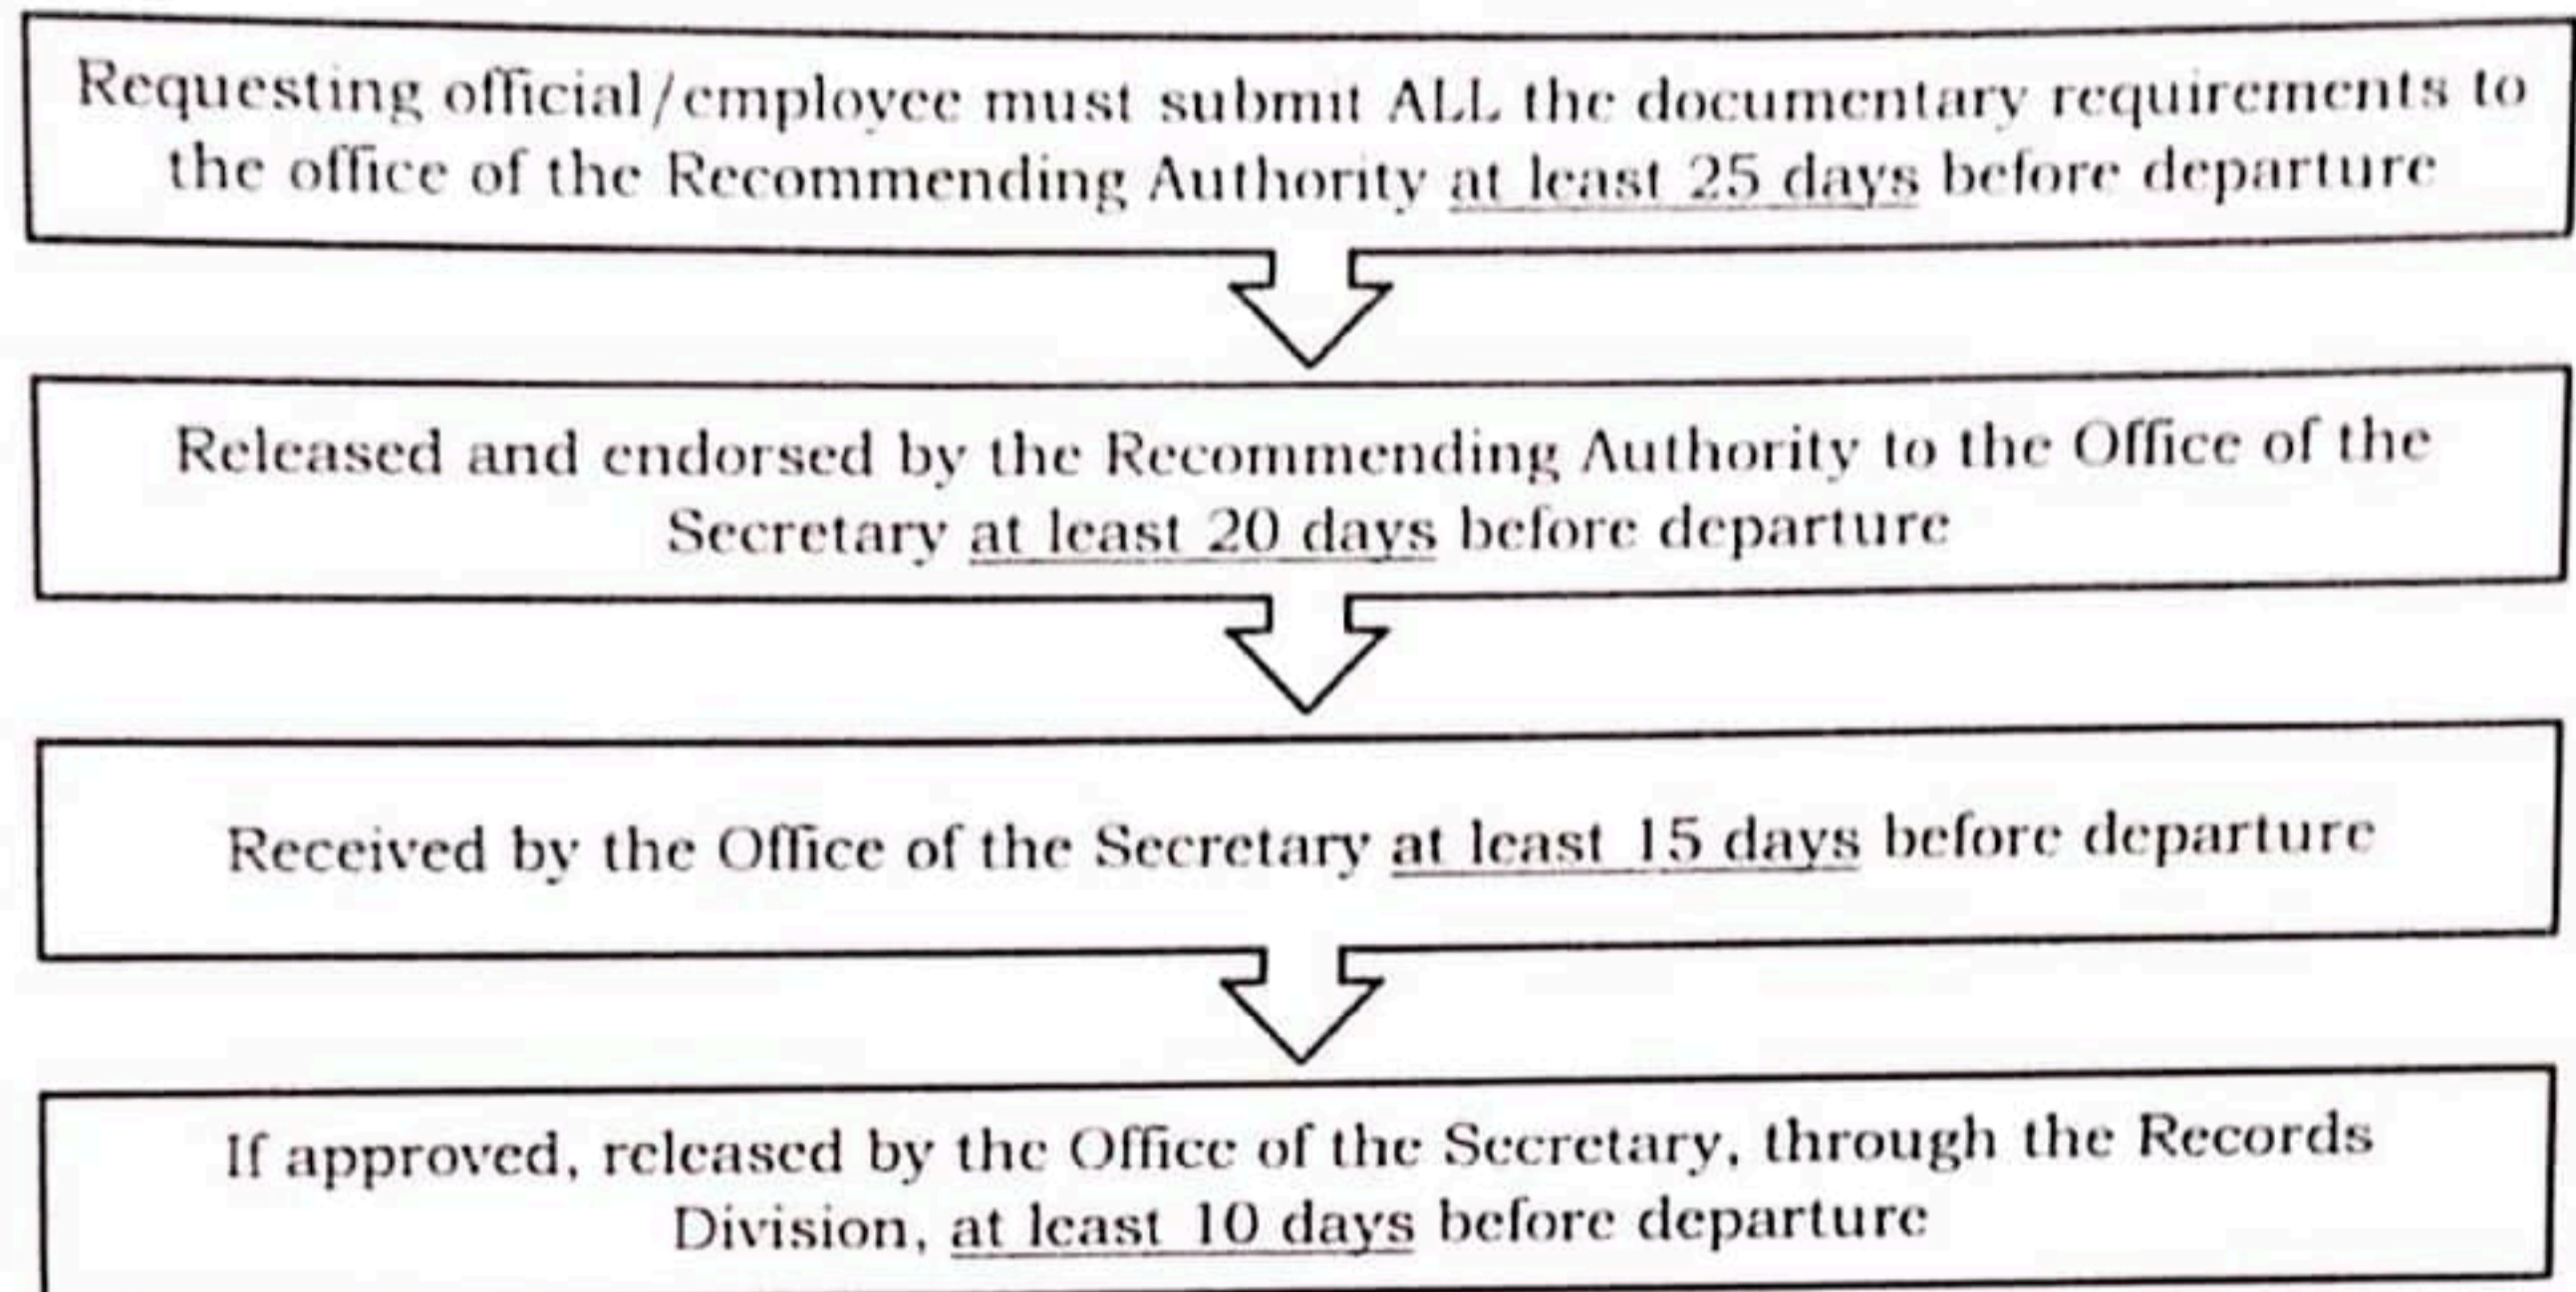 Requesting official/employee must submit ALL the documentary requirements to
the office of the Recommending Authority at least 25 days before departure
Released and endorsed by the Recommending Authority to the Office of the
Secretary at least 20 days before departure
Received by the Office of the Secretary at least 15 days before departure
If approved, released by the Office of the Secretary, through the Records
Division, at least 10 days before departure